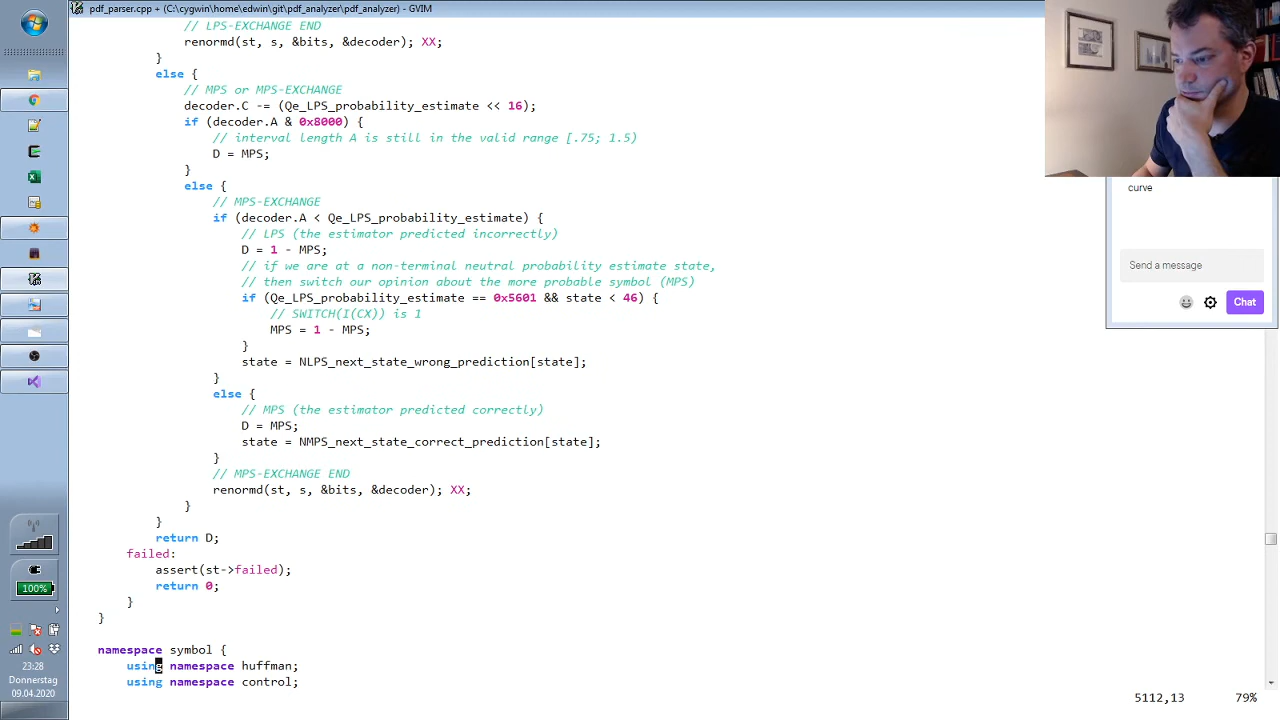 pdf_parser.cpp + (C:\cygwin\home\edwin\git\pdf_analyzer\pdf_analyzer) - GVIM
// LPS-EXCHANGE END
renormd(st, s, &bits, &decoder); XX;
}
else {
// MPS or MPS-EXCHANGE
decoder.C -= (Qe_LPS_probability_estimate << 16);
if (decoder.A & 0x8000) {
// interval length A is still in the valid range [.75; 1.5)
D = MPS;
}
else {
// MPS-EXCHANGE
if (decoder.A < Qe_LPS_probability_estimate) {
// LPS (the estimator predicted incorrectly)
D = 1 - MPS;
// if we are at a non-terminal neutral probability estimate state,
// then switch our opinion about the more probable symbol (MPS)
if (Qe_LPS_probability_estimate == 0x5601 && state < 46) {
// SWITCH(I(CX)) is 1
MPS = 1 - MPS;
}
state = NLPS_next_state_wrong_prediction[state];
}
else {
// MPS (the estimator predicted correctly)
D = MPS;
state = NMPS_next_state_correct_prediction[state];
}
// MPS-EXCHANGE END
renormd(st, s, &bits, &decoder); XX;
}
}
return D;
failed:
assert(st->failed);
return 0;
}
}
namespace symbol {
using namespace huffman;
using namespace control;
5112,13 79%
curve
Send a message
Chat
100%
23:28
Donnerstag
09.04.2020